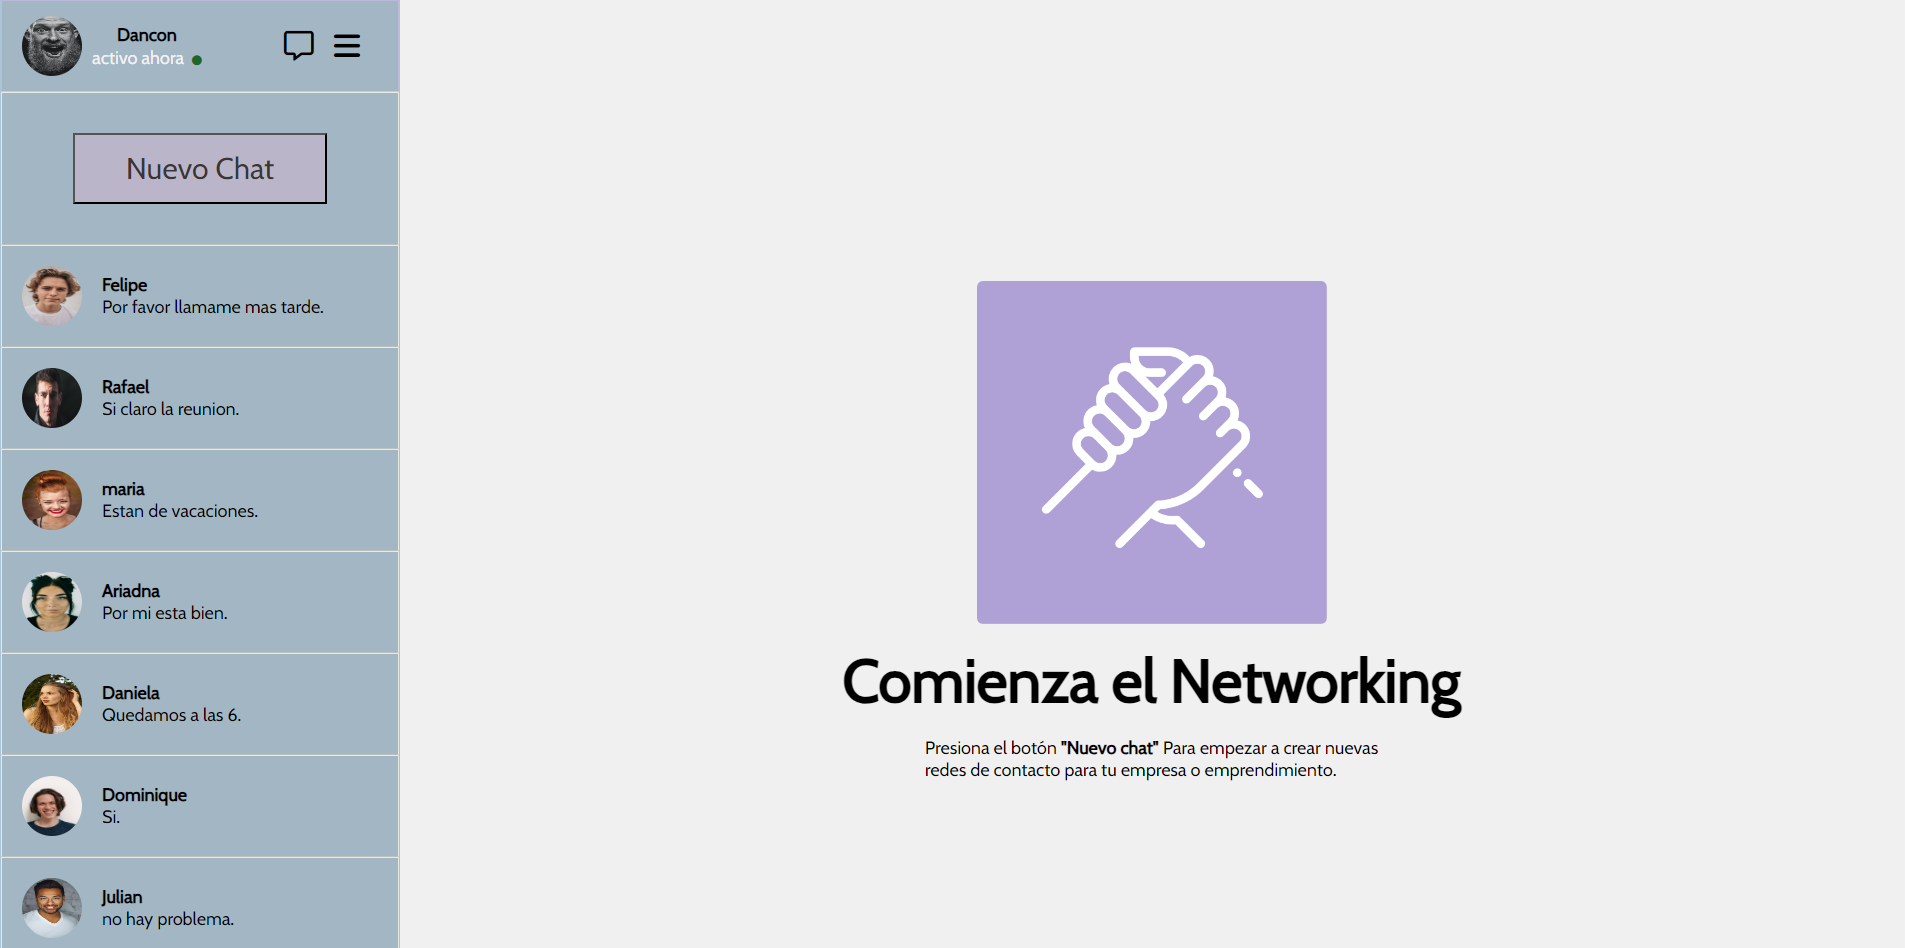 Dancon
activo ahora
Nuevo Chat
Felipe
Por favor llamame mas tarde.
Rafael
Si claro la reunion.
maria
Estan de vacaciones.
Ariadna
Por mi esta bien.
Daniela
Quedamos a las 6.
Dominique
Si.
Julian
no hay problema.
Comienza el Networking
Presiona el botón "Nuevo chat" Para empezar a crear nuevas
redes de contacto para tu empresa o emprendimiento.